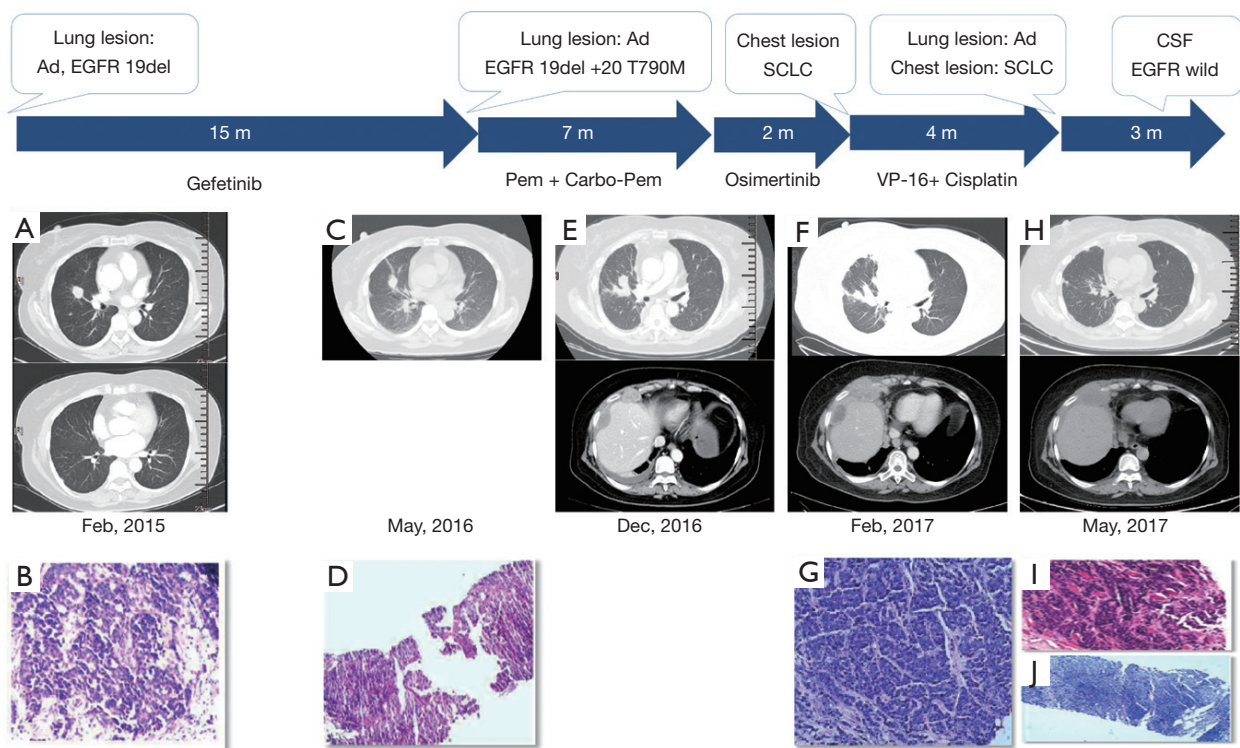 Lung lesion:
Ad, EGFR 19del
Lung lesion: Ad
EGFR 19del +20 T790M
Chest lesion
SCLC
Lung lesion: Ad
Chest lesion: SCLC
CSF
EGFR wild
15 m
7 m
2 m
4 m
3 m
Gefetinib
Pem + Carbo-Pem
Osimertinib
VP-16+ Cisplatin
A
C
E
F
H
Feb, 2015
May, 2016
Dec, 2016
Feb, 2017
May, 2017
B
D
G
I
J